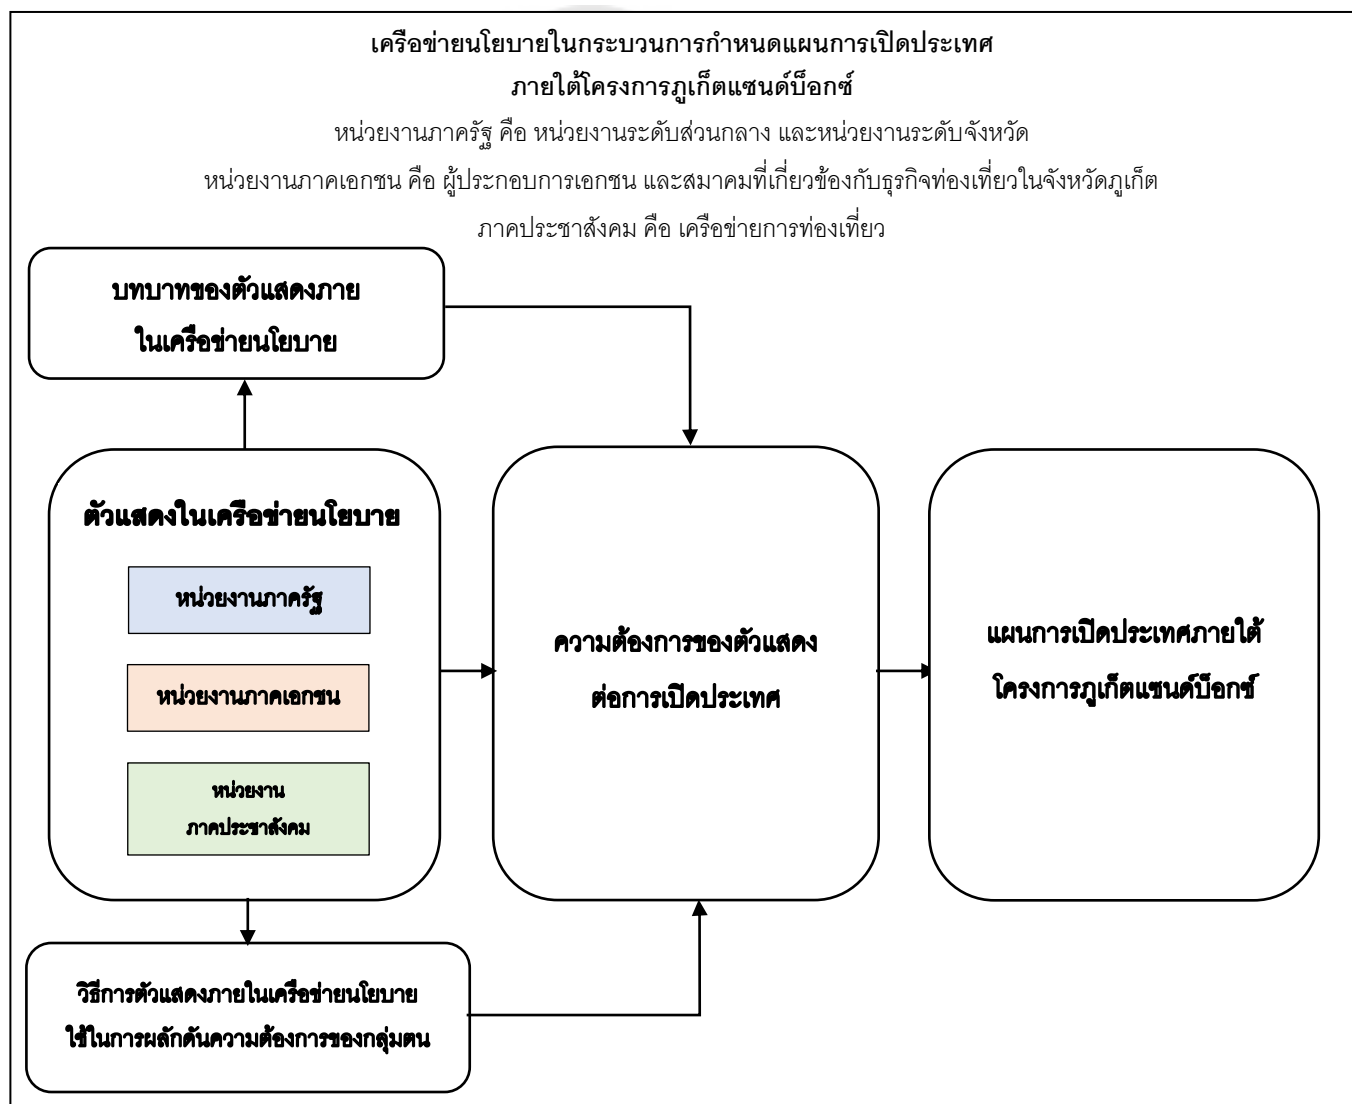 เครือข่ายนโยบายในกระบวนการกำหนดแผนการเปิดประเทศ
ภายใต้โครงการภูเก็ตแซนด์บ็อกซ์
หน่วยงานภาครัฐ คือ หน่วยงานระดับส่วนกลาง และหน่วยงานระดับจังหวัด
หน่วยงานภาคเอกชน คือ ผู้ประกอบการเอกชน และสมาคมที่เกี่ยวข้องกับธุรกิจท่องเที่ยวในจังหวัดภูเก็ต
ภาคประชาสังคม คือ เครือข่ายการท่องเที่ยว
บทบาทของตัวแสดงภาย
ในเครือข่ายนโยบาย
ตัวแสดงในเครือข่ายนโยบาย
หน่วยงานภาครัฐ
หน่วยงานภาคเอกชน
หน่วยงาน
ภาคประชาสังคม
ความต้องการของตัวแสดง
ต่อการเปิดประเทศ
แผนการเปิดประเทศภายใต้
โครงการภูเก็ตแซนด์บ็อกซ์
วิธีการตัวแสดงภายในเครือข่ายนโยบาย
ใช้ในการผลักดันความต้องการของกลุ่มตน